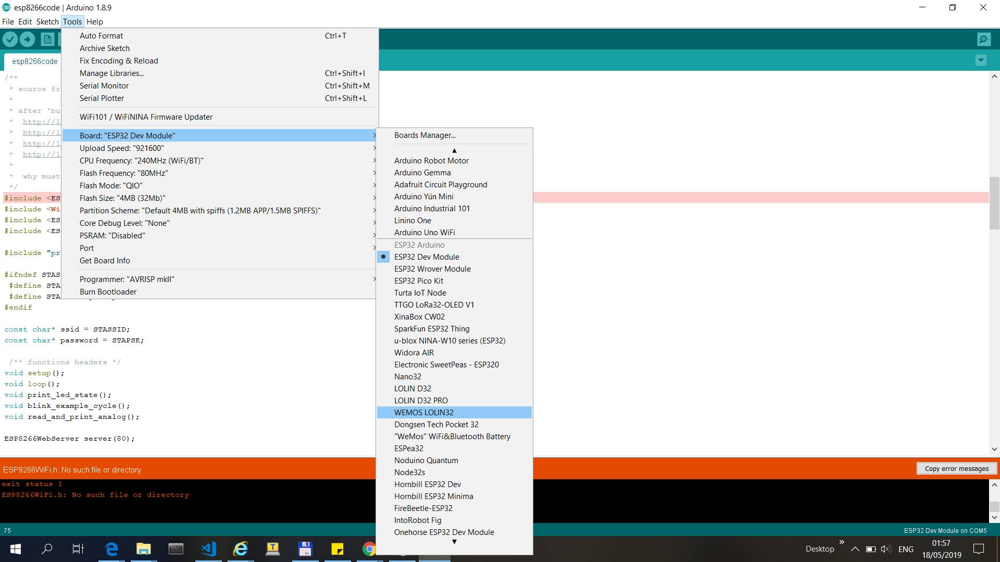 esp8266code | Arduino 1.8.9
File Edit Sketch Tools Help
esp8266code
Auto Format Ctrl+T
Archive Sketch
Fix Encoding & Reload
Manage Libraries... Ctrl+Shift+I
Serial Monitor Ctrl+Shift+M
Serial Plotter Ctrl+Shift+L
WiFi101 / WiFiNINA Firmware Updater
Board: "ESP32 Dev Module"
Upload Speed: "921600"
CPU Frequency: "240MHz (WiFi/BT)"
Flash Frequency: "80MHz"
Flash Mode: "QIO"
Flash Size: "4MB (32Mb)"
Partition Scheme: "Default 4MB with spiffs (1.2MB APP/1.5MB SPIFFS)"
Core Debug Level: "None"
PSRAM: "Disabled"
Port
Get Board Info
Programmer: "AVRISP mkII"
Burn Bootloader
Boards Manager...
Arduino Robot Motor
Arduino Gemma
Adafruit Circuit Playground
Arduino Yún Mini
Arduino Industrial 101
Linino One
Arduino Uno WiFi
ESP32 Arduino
ESP32 Dev Module
ESP32 Wrover Module
ESP32 Pico Kit
Turta IoT Node
TTGO LoRa32-OLED V1
XinaBox CW02
SparkFun ESP32 Thing
u-blox NINA-W10 series (ESP32)
Widora AIR
Electronic SweetPeas - ESP320
Nano32
LOLIN D32
LOLIN D32 PRO
WEMOS LOLIN32
Dongsen Tech Pocket 32
"WeMos" WiFi&Bluetooth Battery
ESPea32
Noduino Quantum
Node32s
Hornbill ESP32 Dev
Hornbill ESP32 Minima
FireBeetle-ESP32
IntoRobot Fig
Onehorse ESP32 Dev Module
/**
* source fr
*
* after 'bu
* http://1
* http://1
* http://1
* http://1
*
* why must
*/
#include <ES
#include <Wi
#include <ES
#include <ES
#include "pr
#ifndef STAS
#define STA
#define STA
#endif
const char* ssid = STASSID;
const char* password = STAPSK;
/** functions headers */
void setup();
void loop();
void print_led_state();
void blink_example_cycle();
void read_and_print_analog();
ESP8266WebServer server(80);
ESP8266WiFi.h: No such file or directory
Copy error messages
exit status 1
ESP8266WiFi.h: No such file or directory
75
ESP32 Dev Module on COM5
Desktop
ENG
01:57
18/05/2019